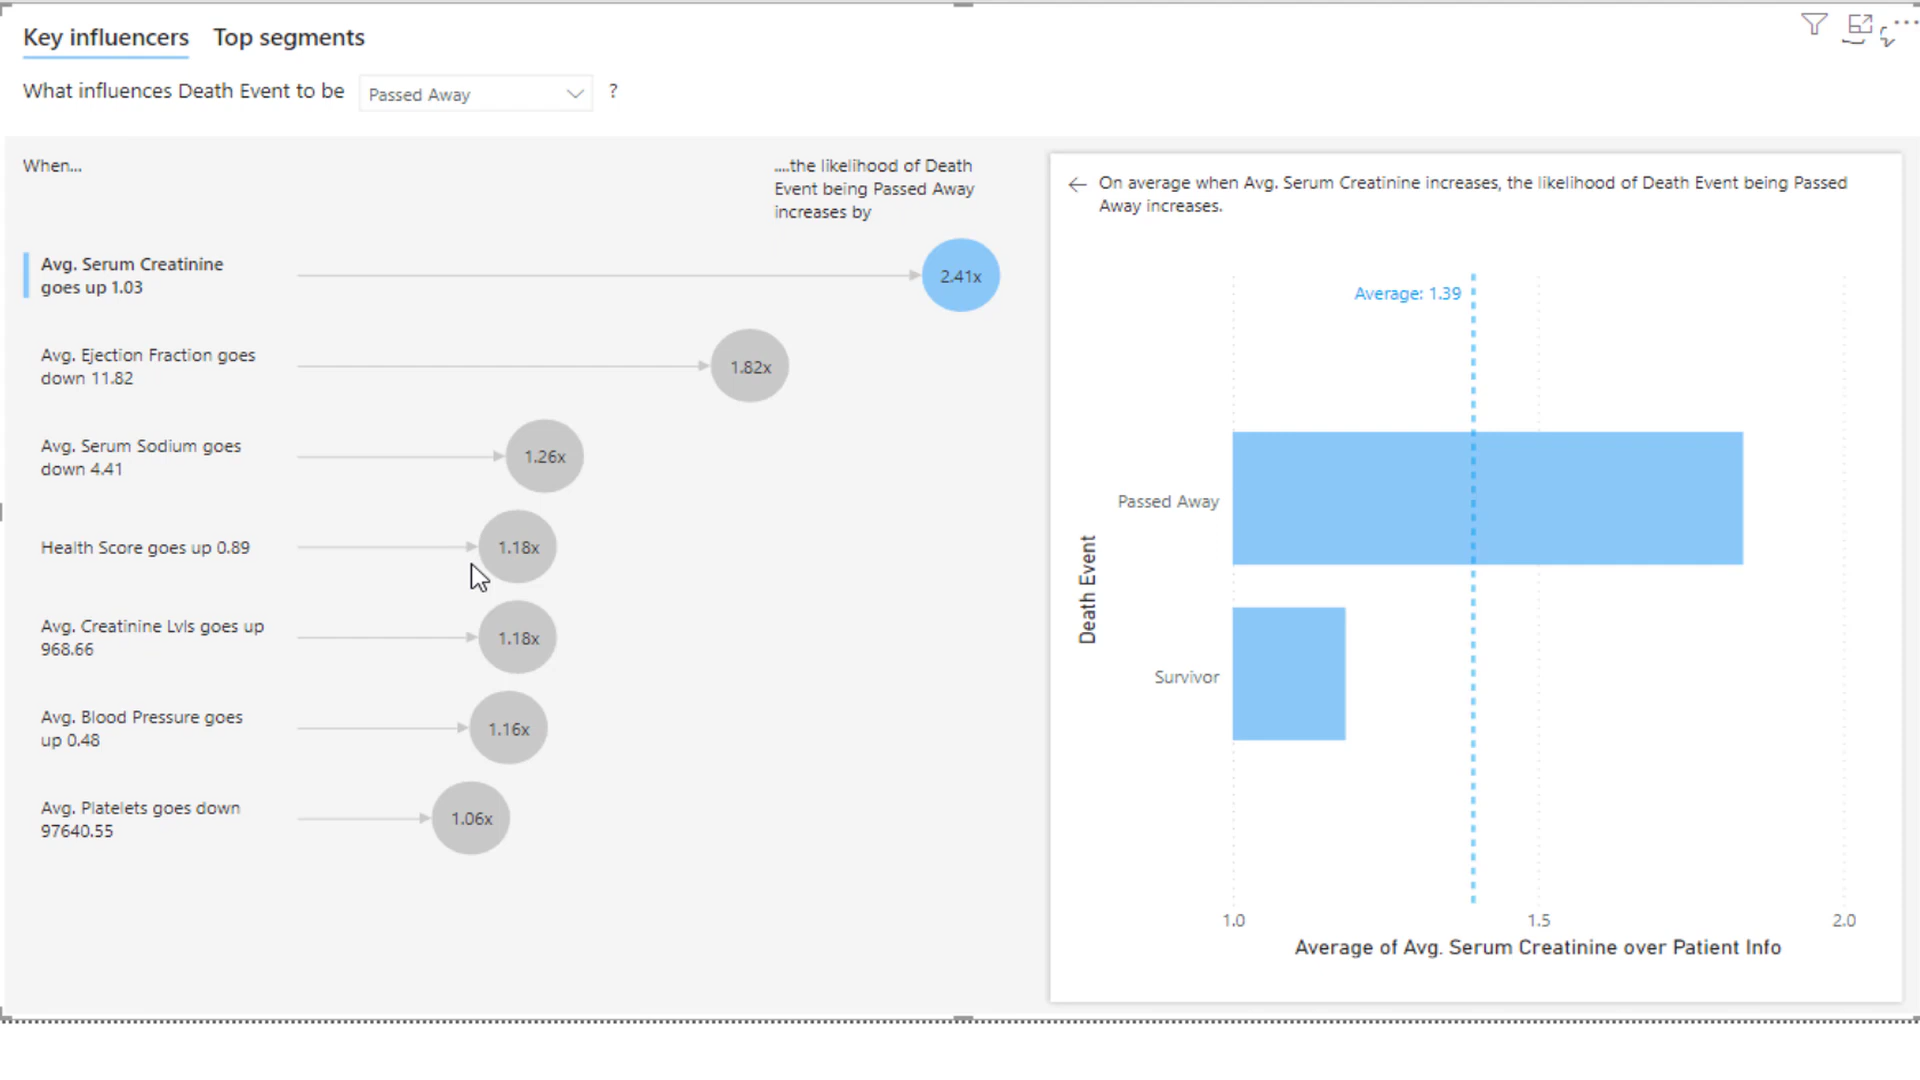 Key influencers Top segments
What influences Death Event to be Passed Away ?
When...
....the likelihood of Death
Event being Passed Away
increases by
Avg. Serum Creatinine
goes up 1.03
2.41x
Avg. Ejection Fraction goes
down 11.82
1.82x
Avg. Serum Sodium goes
down 4.41
1.26x
Health Score goes up 0.89
1.18x
Avg. Creatinine Lvls goes up
968.66
1.18x
Avg. Blood Pressure goes
up 0.48
1.16x
Avg. Platelets goes down
97640.55
1.06x
On average when Avg. Serum Creatinine increases, the likelihood of Death Event being Passed
Away increases.
Average: 1.39
Death Event
Passed Away
Survivor
1.0 1.5 2.0
Average of Avg. Serum Creatinine over Patient Info